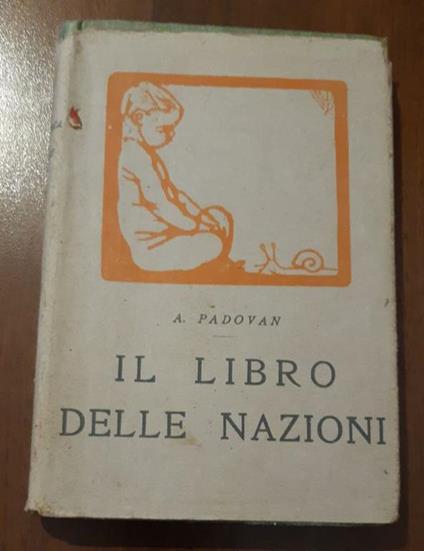 A. PADOVAN
IL LIBRO
DELLE NAZIONI